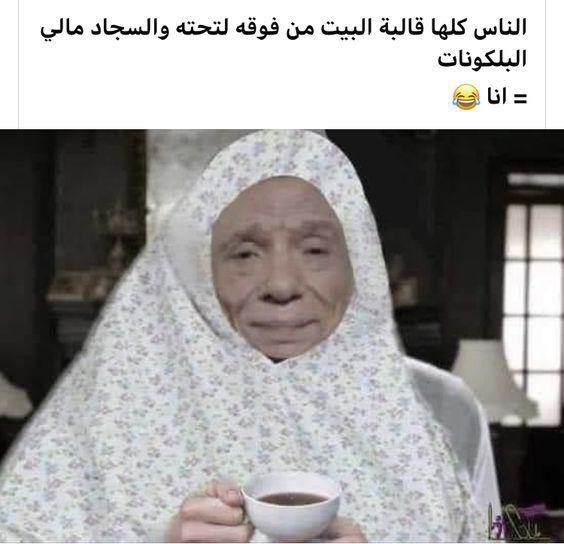 الناس كلها قالبة البيت من فوقه لتحته والسجاد مالي
البلكونات
= انا 😂